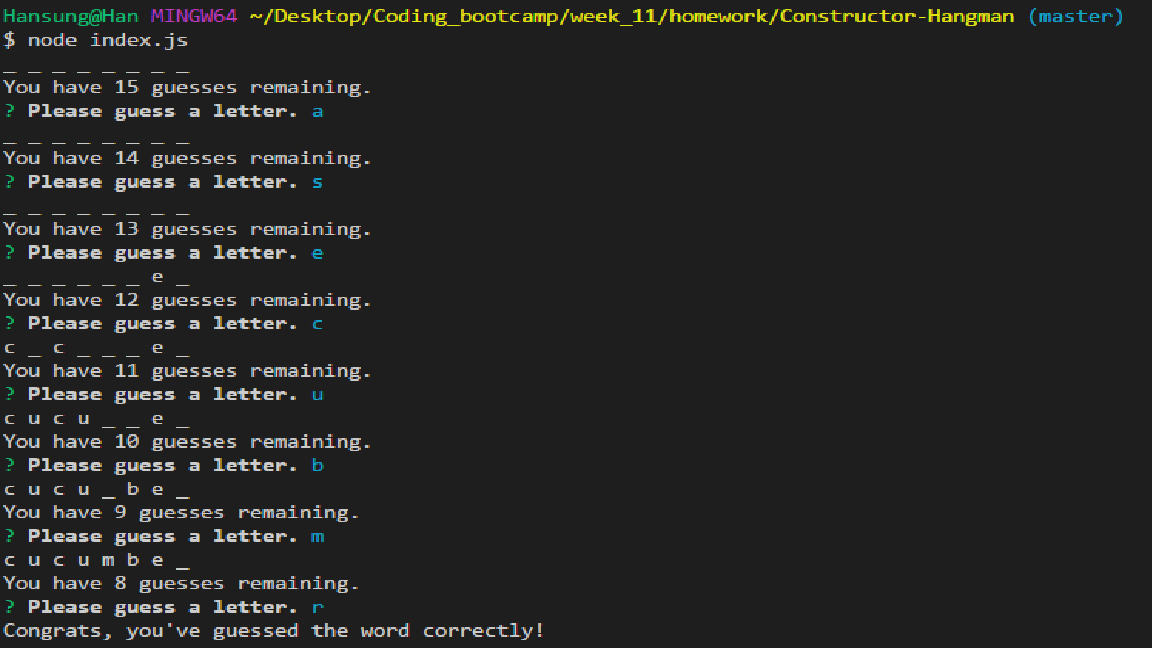 Hansung@Han MINGW64 ~/Desktop/Coding_bootcamp/week_11/homework/Constructor-Hangman (master)
$ node index.js
_ _ _ _ _ _ _ _
You have 15 guesses remaining.
? Please guess a letter. a
_ _ _ _ _ _ _ _
You have 14 guesses remaining.
? Please guess a letter. s
_ _ _ _ _ _ _ _
You have 13 guesses remaining.
? Please guess a letter. e
_ _ _ _ _ _ e _
You have 12 guesses remaining.
? Please guess a letter. c
c _ c _ _ _ e _
You have 11 guesses remaining.
? Please guess a letter. u
c u c u _ _ e _
You have 10 guesses remaining.
? Please guess a letter. b
c u c u _ b e _
You have 9 guesses remaining.
? Please guess a letter. m
c u c u m b e _
You have 8 guesses remaining.
? Please guess a letter. r
Congrats, you've guessed the word correctly!